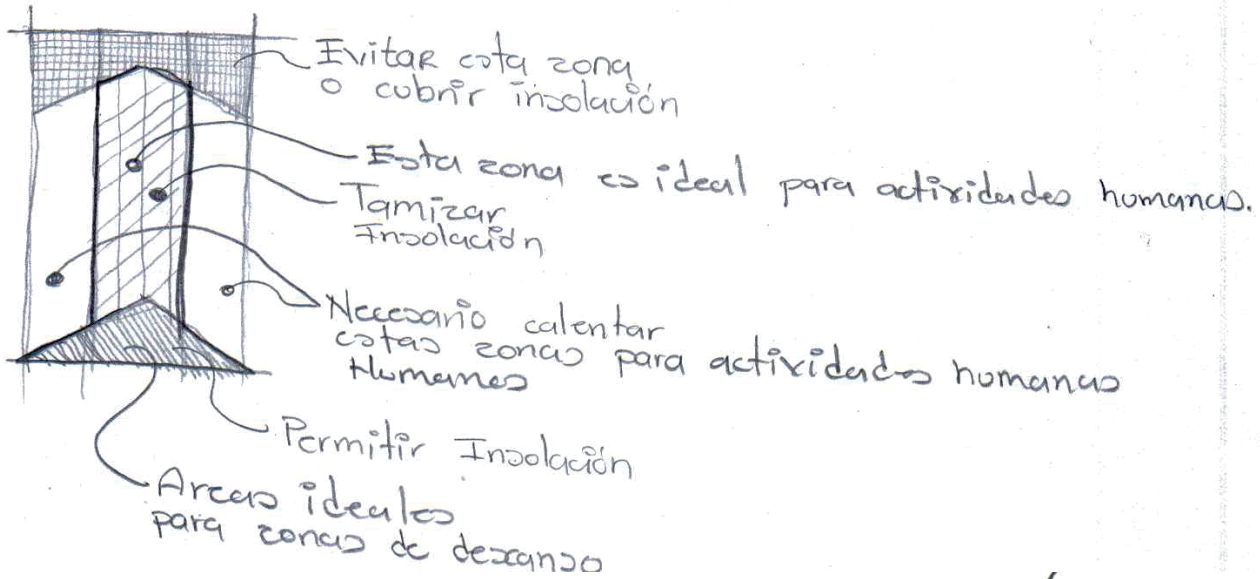 Evitar esta zona
o cubrir insolación
Esta zona es ideal para actividades humanas.
Tamizar
Insolación
Necesario calentar
estas zonas para actividades humanas
Humanas
Permitir Insolación
Areas ideales
para zonas de descanso